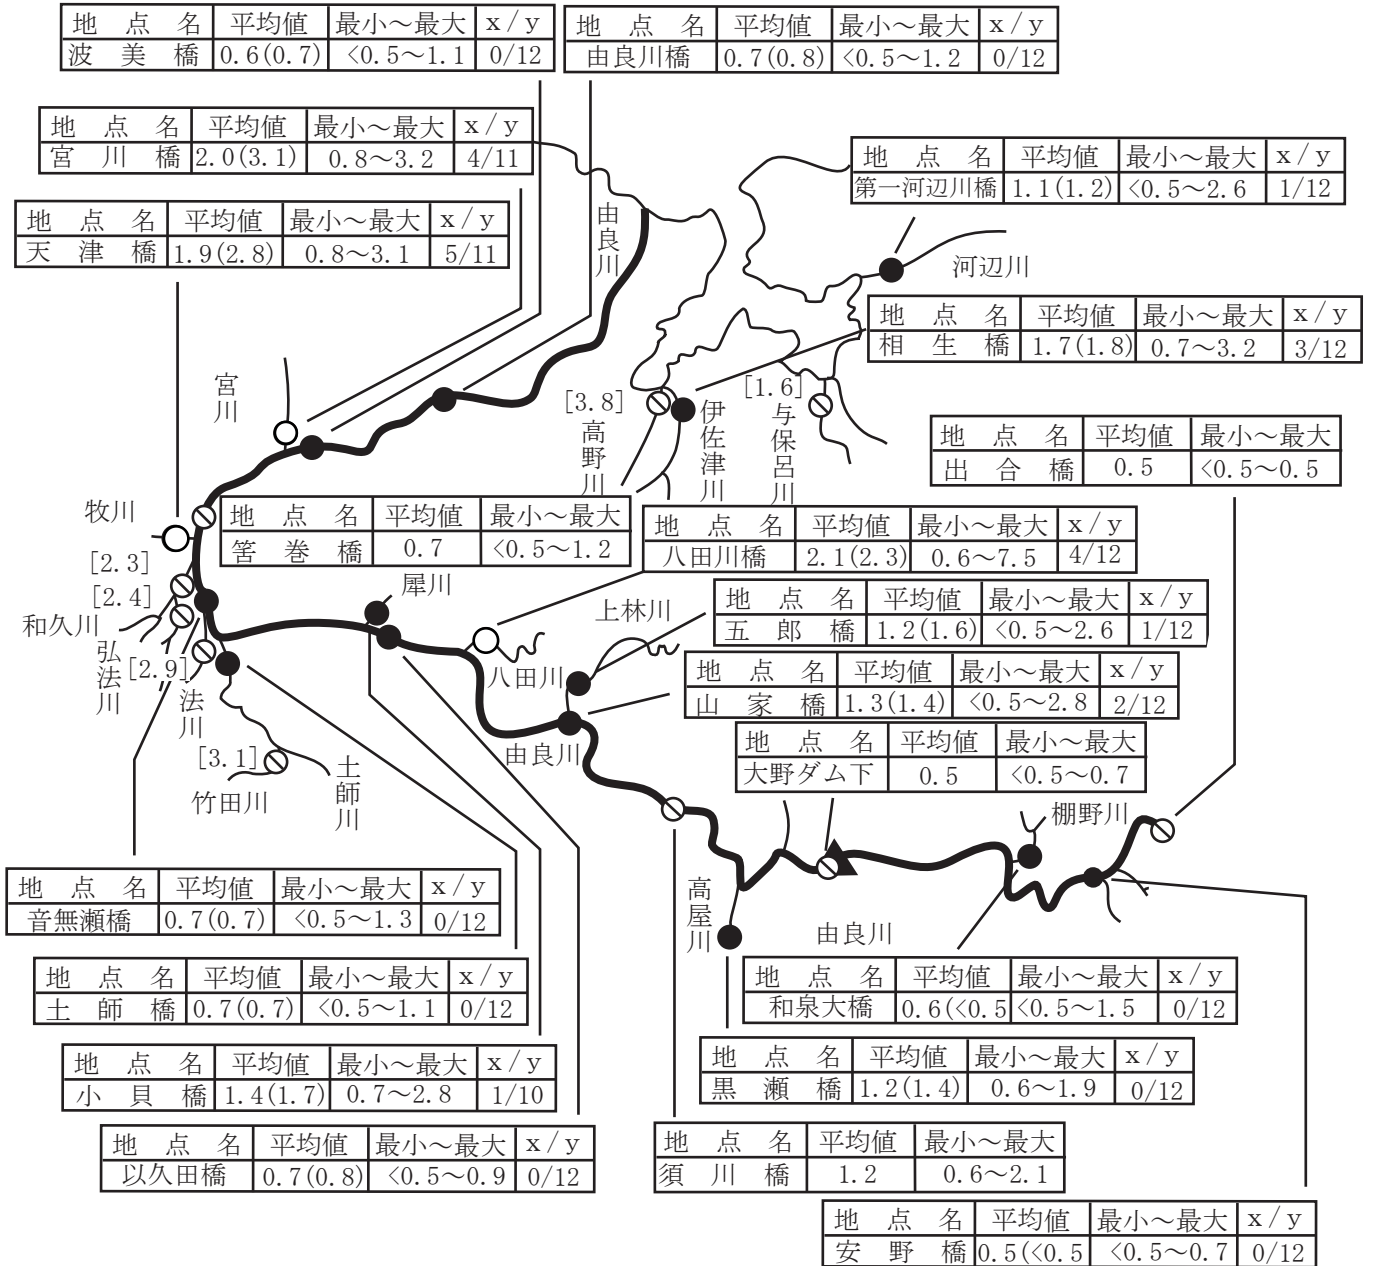 地点名 平均値 最小～最大 x/y
波美橋 0.6(0.7) <0.5～1.1 0/12
地点名 平均値 最小～最大 x/y
由良川橋 0.7(0.8) <0.5～1.2 0/12
地点名 平均値 最小～最大 x/y
宮川橋 2.0(3.1) 0.8～3.2 4/11
地点名 平均値 最小～最大 x/y
第一河辺川橋 1.1(1.2) <0.5～2.6 1/12
地点名 平均値 最小～最大 x/y
天津橋 1.9(2.8) 0.8～3.1 5/11
由良川
河辺川
地点名 平均値 最小～最大 x/y
相生橋 1.7(1.8) 0.7～3.2 3/12
宮川
[3.8]
高野川
伊佐津川
[1.6]
与保呂川
地点名 平均値 最小～最大
出合橋 0.5 <0.5～0.5
牧川
地点名 平均値 最小～最大
筈巻橋 0.7 <0.5～1.2
地点名 平均値 最小～最大 x/y
八田川橋 2.1(2.3) 0.6～7.5 4/12
[2.3]
[2.4]
和久川
弘法川
[2.9]
法川
犀川
上林川
地点名 平均値 最小～最大 x/y
五郎橋 1.2(1.6) <0.5～2.6 1/12
八田川
地点名 平均値 最小～最大 x/y
山家橋 1.3(1.4) <0.5～2.8 2/12
由良川
地点名 平均値 最小～最大
大野ダム下 0.5 <0.5～0.7
[3.1]
竹田川
土師川
棚野川
地点名 平均値 最小～最大 x/y
音無瀬橋 0.7(0.7) <0.5～1.3 0/12
高屋川
由良川
地点名 平均値 最小～最大 x/y
土師橋 0.7(0.7) <0.5～1.1 0/12
地点名 平均値 最小～最大 x/y
和泉大橋 0.6(<0.5 <0.5～1.5 0/12
地点名 平均値 最小～最大 x/y
小貝橋 1.4(1.7) 0.7～2.8 1/10
地点名 平均値 最小～最大 x/y
黒瀬橋 1.2(1.4) 0.6～1.9 0/12
地点名 平均値 最小～最大 x/y
以久田橋 0.7(0.8) <0.5～0.9 0/12
地点名 平均値 最小～最大
須川橋 1.2 0.6～2.1
地点名 平均値 最小～最大 x/y
安野橋 0.5(<0.5 <0.5～0.7 0/12